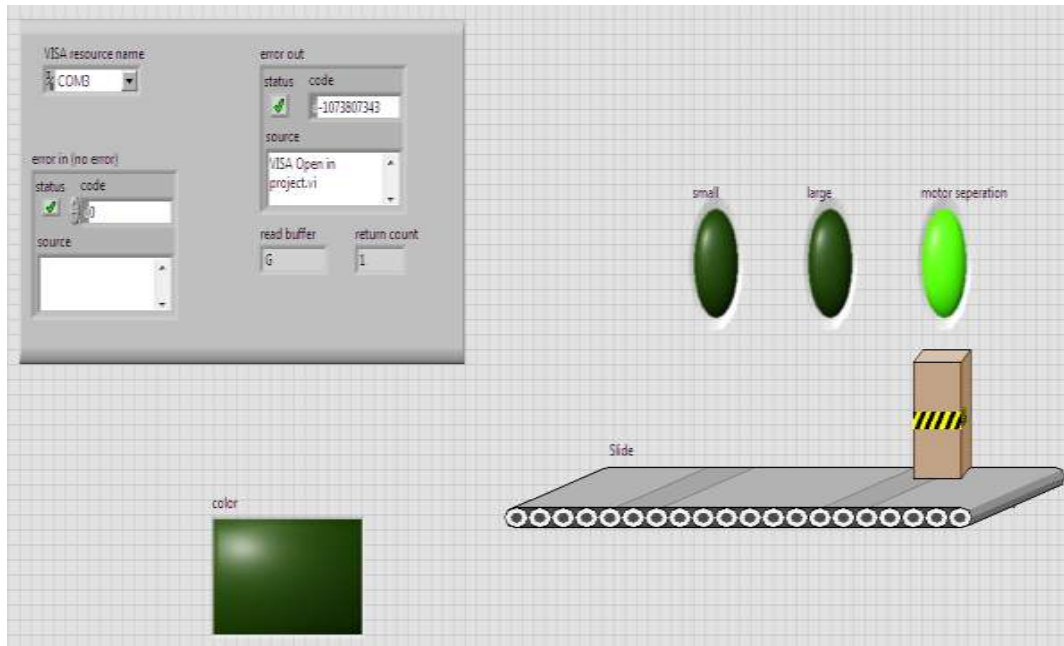 VISA resource name
COM3
error in (no error)
status code
0
source
error out
status code
-1073807343
source
VISA Open in
project.vi
read buffer
G
return count
1
small
large
motor seperation
Slide
color